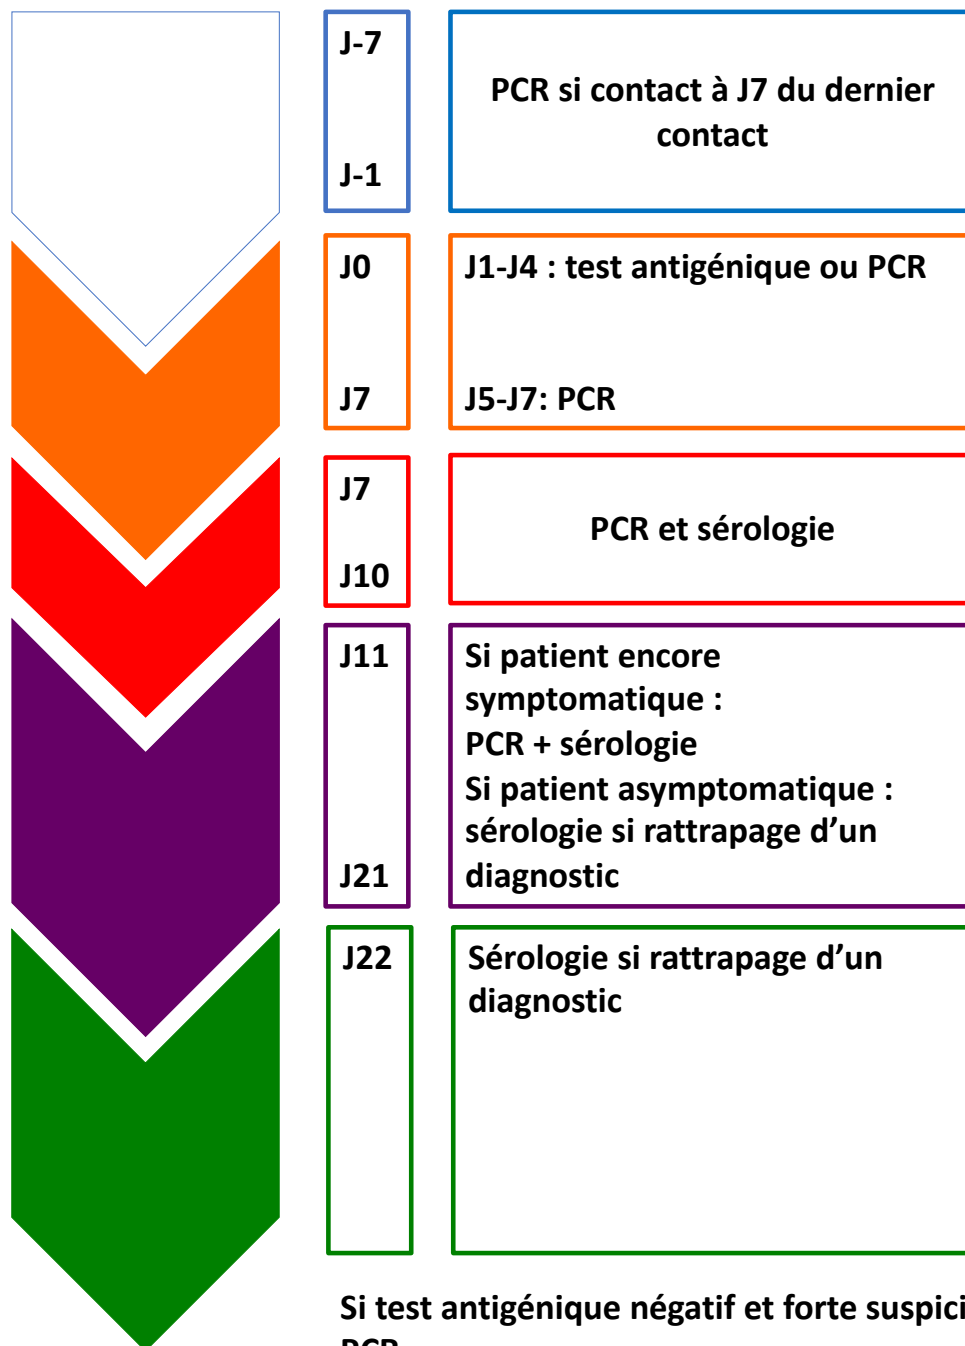 J-7
J-1
PCR si contact à J7 du dernier
contact
J0
J7
J1-J4 : test antigénique ou PCR
J5-J7: PCR
J7
J10
PCR et sérologie
J11
J21
Si patient encore
symptomatique :
PCR + sérologie
Si patient asymptomatique :
sérologie si rattrapage d’un
diagnostic
J22
Sérologie si rattrapage d’un
diagnostic
Si test antigénique négatif et forte